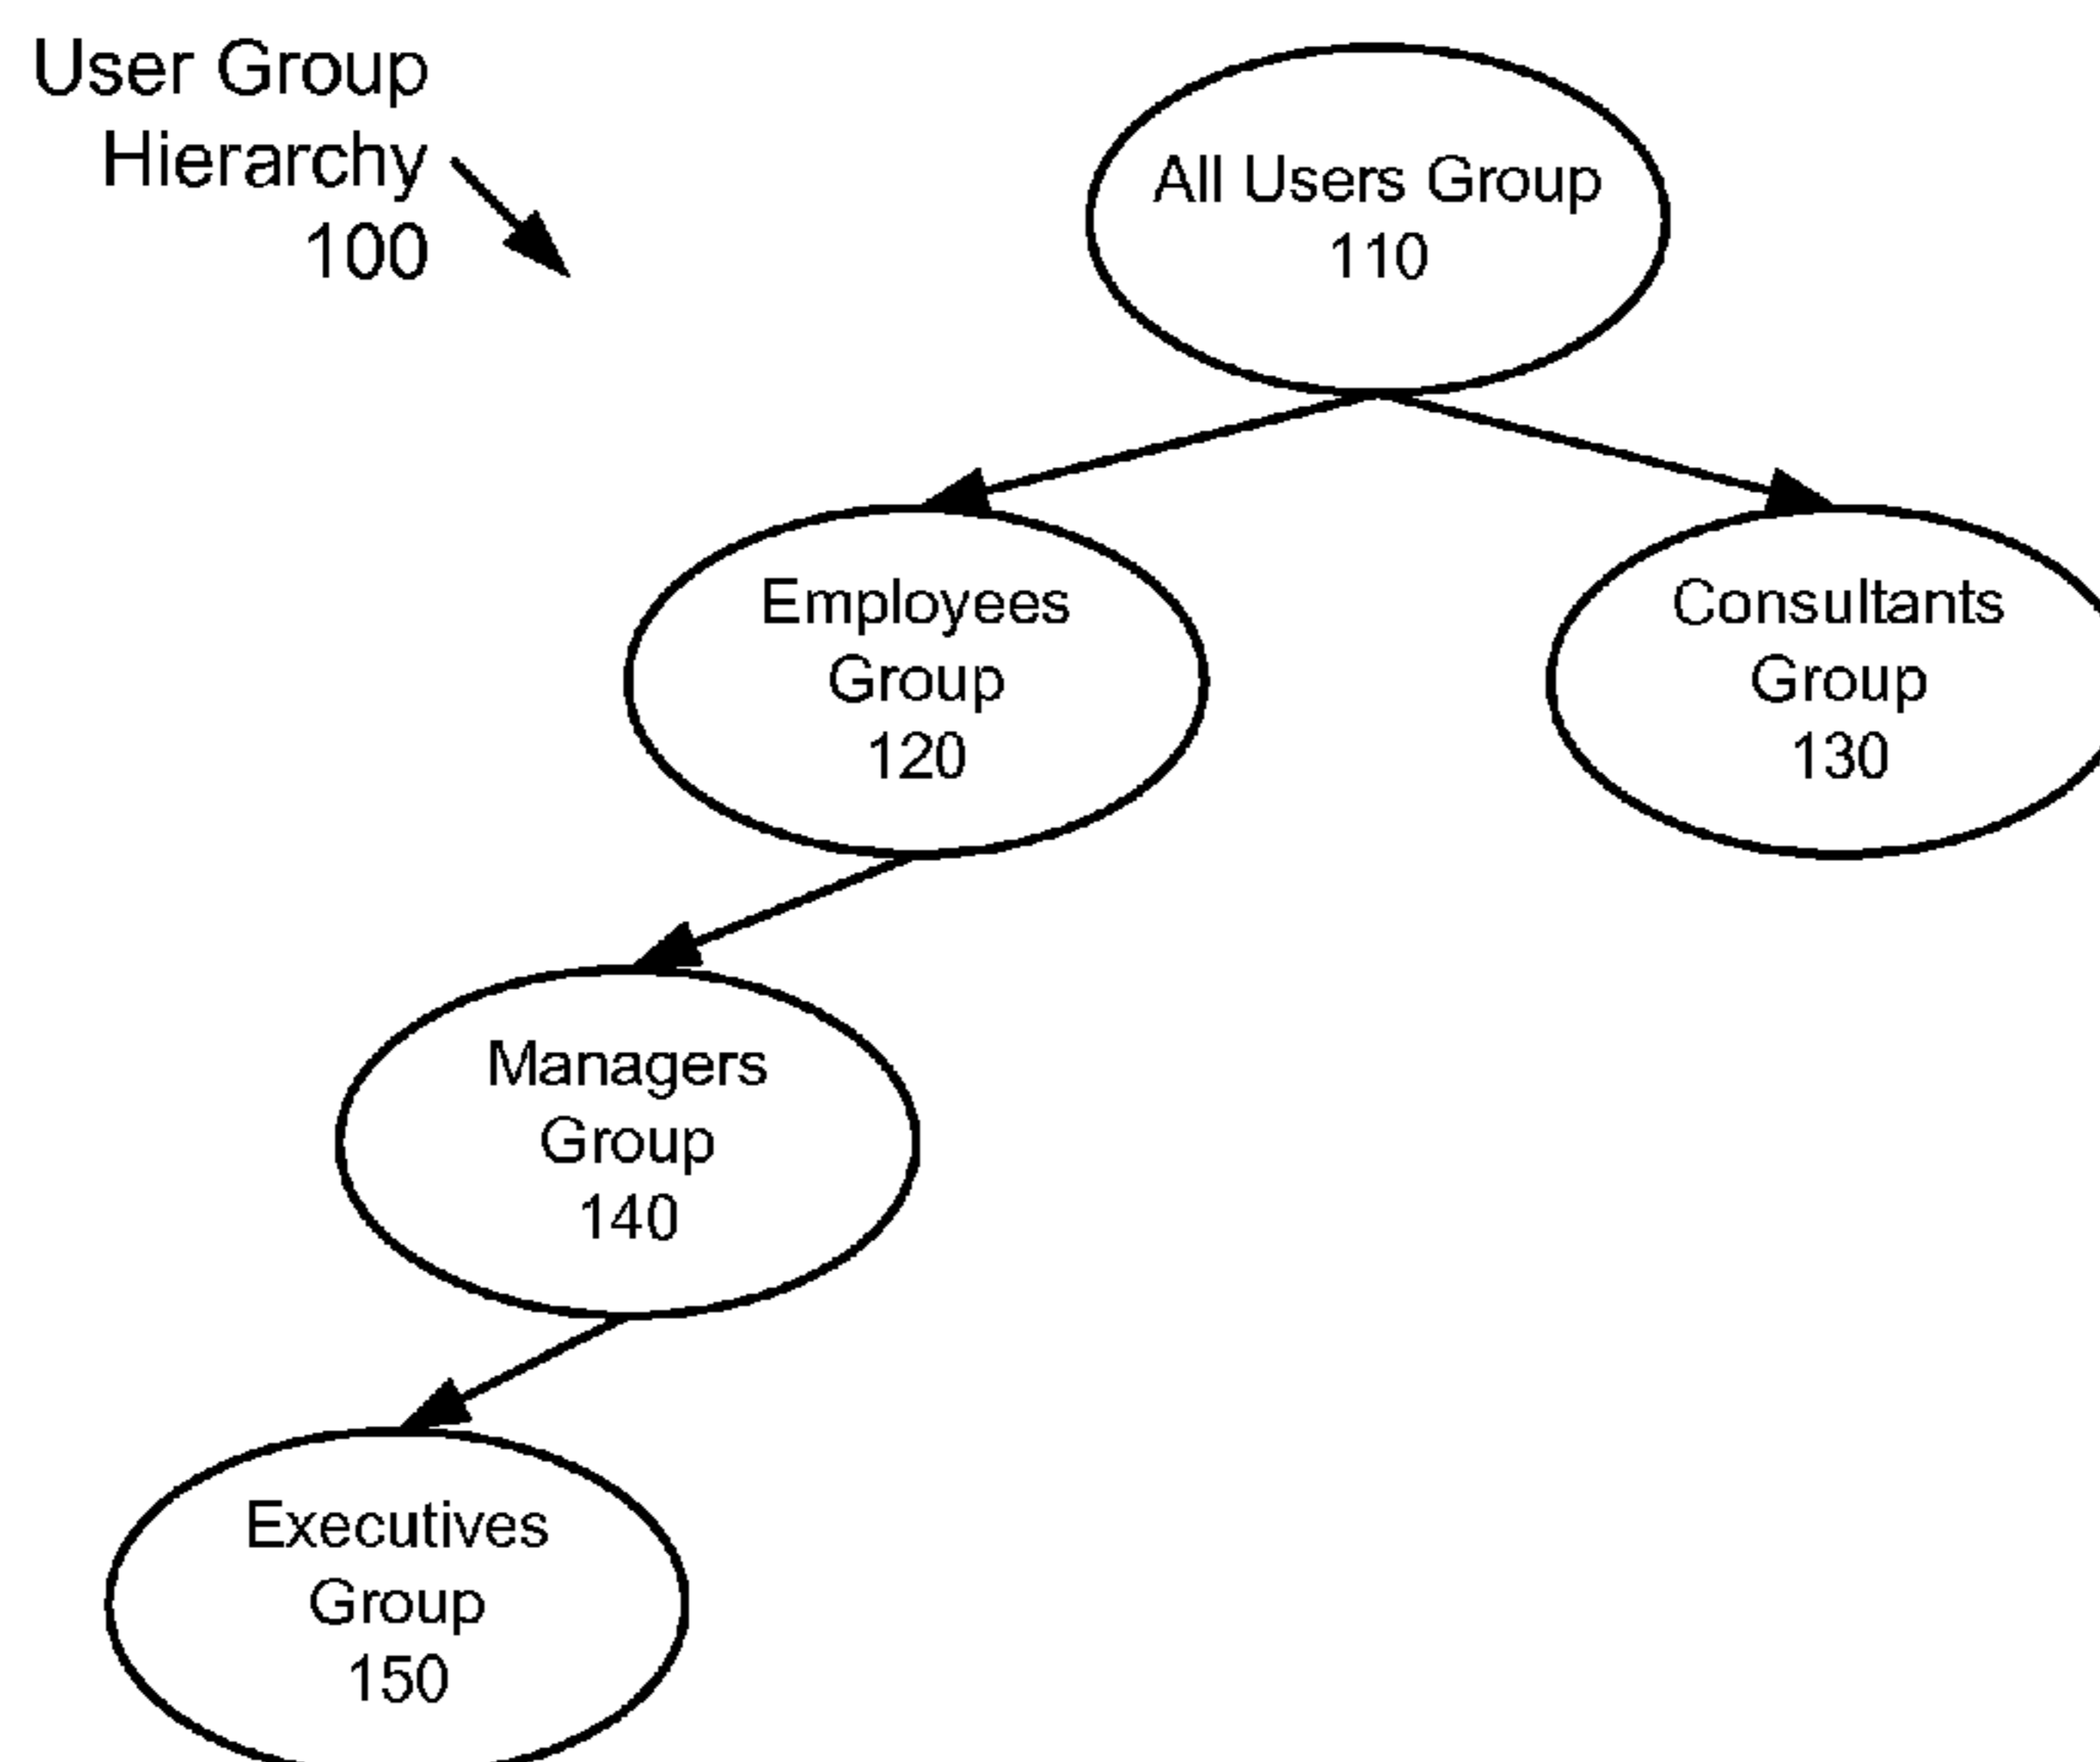 User Group
Hierarchy
100
All Users Group
110
Employees
Group
120
Consultants
Group
130
Managers
Group
140
Executives
Group
150